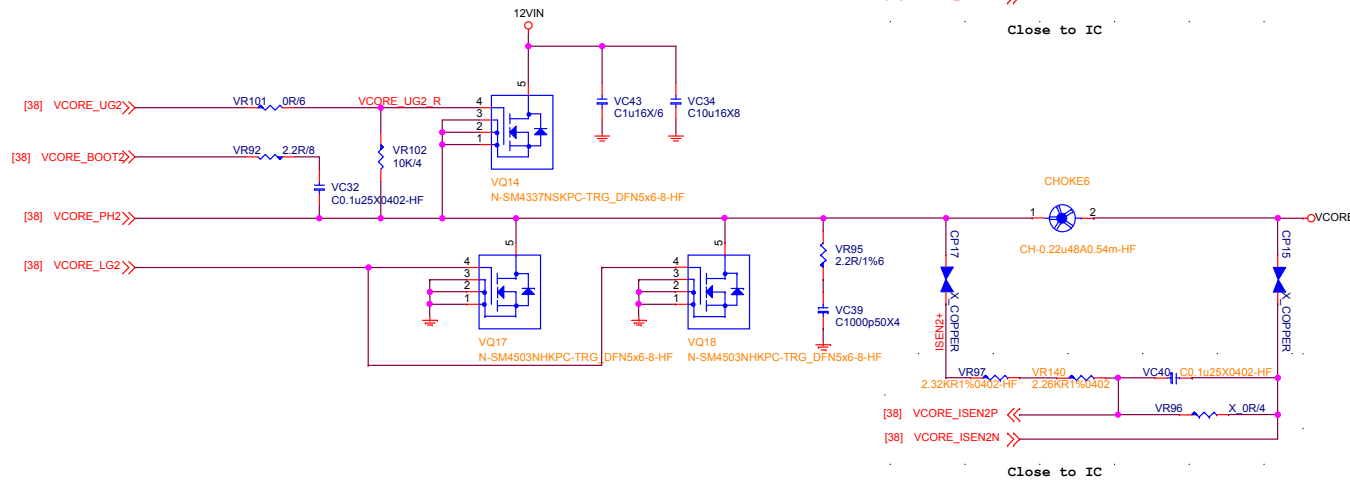 Close to IC
12VIN
5
[38] VCORE_UG2
VR101 0R/6
VCORE_UG2_R
4
3
2
1
VC43
C1u16X/6
VC34
C10u16X8
[38] VCORE_BOOT2
VR92 2.2R/8
VR102
10K/4
VC32
C0.1u25X0402-HF
VQ14
N-SM4337NSKPC-TRG_DFN5x6-8-HF
CHOKE6
[38] VCORE_PH2
1
2
VCORE
CH-0.22u48A0.54m-HF
5
5
VR95
2.2R/1%6
CP17
CP15
[38] VCORE_LG2
4
3
2
1
4
3
2
1
VC39
C1000p50X4
X_COPPER
X_COPPER
ISEN2+
VQ17
N-SM4503NHKPC-TRG_DFN5x6-8-HF
VQ18
N-SM4503NHKPC-TRG_DFN5x6-8-HF
VR97
2.32KR1%0402-HF
VR140
2.26KR1%0402
VC40 C0.1u25X0402-HF
[38] VCORE_ISEN2P
VR96 X_0R/4
[38] VCORE_ISEN2N
Close to IC